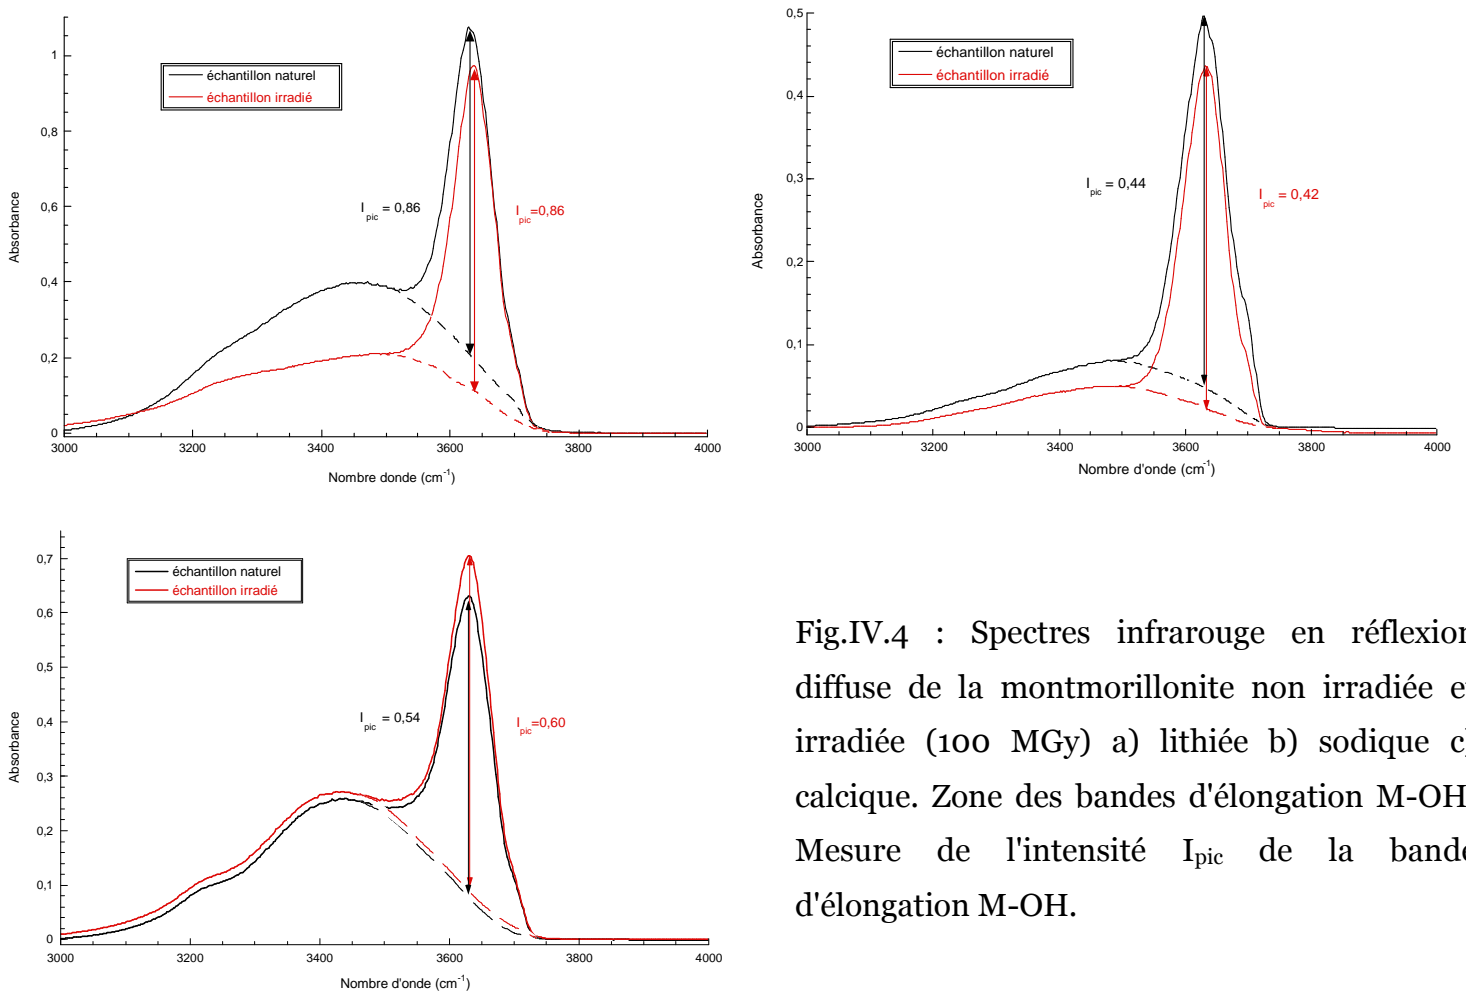 1
0,8
0,6
0,4
0,2
0
3000
3200
3400
3600
3800
4000
Absorbance
Nombre donde (cm-1)
échantillon naturel
échantillon irradié
Ipic = 0,86
Ipic=0,86
0,5
0,4
0,3
0,2
0,1
0
3000
3200
3400
3600
3800
4000
Absorbance
Nombre d'onde (cm-1)
échantillon naturel
échantillon irradié
Ipic = 0,44
Ipic = 0,42
0,7
0,6
0,5
0,4
0,3
0,2
0,1
0
3000
3200
3400
3600
3800
4000
Absorbance
Nombre d'onde (cm-1)
échantillon naturel
échantillon irradié
Ipic = 0,54
Ipic=0,60
Fig.IV.4 : Spectres infrarouge en réflexion
diffuse de la montmorillonite non irradiée et
irradiée (100 MGy) a) lithiée b) sodique c)
calcique. Zone des bandes d'élongation M-OH
Mesure de l'intensité Ipic de la bande
d'élongation M-OH.